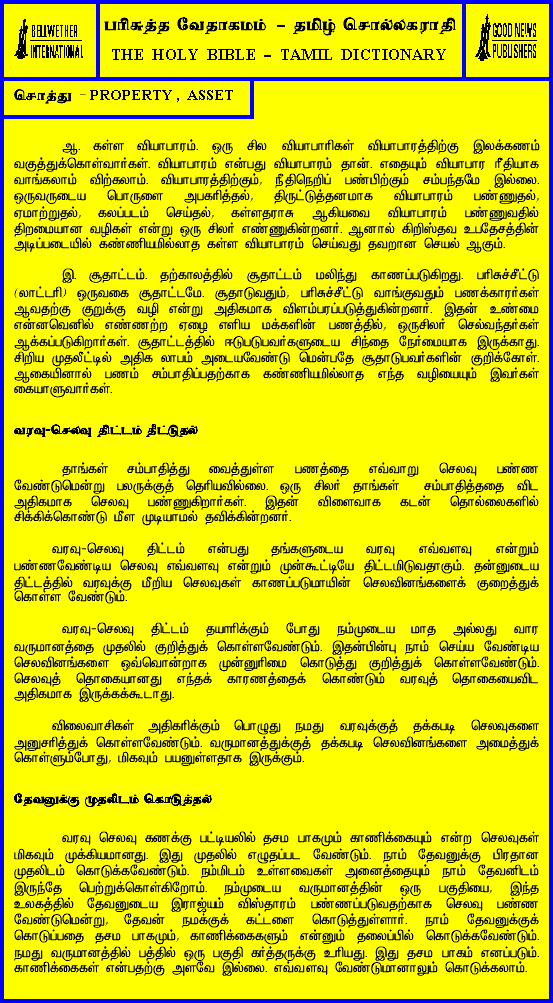 BELLWETHER
INTERNATIONAL
பரிசுத்த வேதாகமம் – தமிழ் சொல்லகராதி
THE HOLY BIBLE – TAMIL DICTIONARY
GOOD NEWS
PUBLISHERS
சொத்து - PROPERTY , ASSET
ஆ. கள்ள வியாபாரம். ஒரு சில வியாபாரிகள் வியாபாரத்திற்கு இலக்கணம்
வகுத்துக்கொள்வார்கள். வியாபாரம் என்பது வியாபாரம் தான். எதையும் வியாபார ரீதியாக
வாங்கலாம் விற்கலாம். வியாபாரத்திற்கும், நீதிநெறிப் பண்பிற்கும் சம்பந்தமே இல்லை.
ஒருவருடைய பொருளை அபகரித்தல், திருட்டுத்தனமாக வியாபாரம் பண்ணுதல்,
ஏமாற்றுதல், கலப்படம் செய்தல், கள்ளதராசு ஆகியவை வியாபாரம் பண்ணுவதில்
திறமையான வழிகள் என்று ஒரு சிலர் எண்ணுகின்றனர். ஆனால் கிறிஸ்தவ உபதேசத்தின்
அடிப்படையில் கண்ணியமில்லாத கள்ள வியாபாரம் செய்வது தவறான செயல் ஆகும்.
இ. சூதாட்டம். தற்காலத்தில் சூதாட்டம் மலிந்து காணப்படுகிறது. பரிசுச்சீட்டு
(லாட்டரி) ஒருவகை சூதாட்டமே. சூதாடுவதும், பரிசுச்சீட்டு வாங்குவதும் பணக்காரர்கள்
ஆவதற்கு குறுக்கு வழி என்று அதிகமாக விளம்பரப்படுத்துகின்றனர். இதன் உண்மை
என்னவெனில் எண்ணற்ற ஏழை எளிய மக்களின் பணத்தில், ஒருசிலர் செல்வந்தர்கள்
ஆக்கப்படுகிறார்கள். சூதாட்டத்தில் ஈடுபடுபவர்களுடைய சிந்தை நேர்மையாக இருக்காது.
சிறிய முதலீட்டில் அதிக லாபம் அடையவேண்டு மென்பதே சூதாடுபவர்களின் குறிக்கோள்.
ஆகையினால் பணம் சம்பாதிப்பதற்காக கண்ணியமில்லாத எந்த வழியையும் இவர்கள்
கையாளுவார்கள்.
வரவு-செலவு திட்டம் தீட்டுதல்
தாங்கள் சம்பாதித்து வைத்துள்ள பணத்தை எவ்வாறு செலவு பண்ண
வேண்டுமென்று பலருக்குத் தெரியவில்லை. ஒரு சிலர் தாங்கள் சம்பாதித்ததை விட
அதிகமாக செலவு பண்ணுகிறார்கள். இதன் விளைவாக கடன் தொல்லைகளில்
சிக்கிக்கொண்டு மீள முடியாமல் தவிக்கின்றனர்.
வரவு-செலவு திட்டம் என்பது தங்களுடைய வரவு எவ்வளவு என்றும்
பண்ணவேண்டிய செலவு எவ்வளவு என்றும் முன்கூட்டியே திட்டமிடுவதாகும். தன்னுடைய
திட்டத்தில் வரவுக்கு மீறிய செலவுகள் காணப்படுமாயின் செலவினங்களைக் குறைத்துக்
கொள்ள வேண்டும்.
வரவு-செலவு திட்டம் தயாரிக்கும் போது நம்முடைய மாத அல்லது வார
வருமானத்தை முதலில் குறித்துக் கொள்ளவேண்டும். இதன்பின்பு நாம் செய்ய வேண்டிய
செலவினங்களை ஒவ்வொன்றாக முன்னுரிமை கொடுத்து குறித்துக் கொள்ளவேண்டும்.
செலவுத் தொகையானது எந்தக் காரணத்தைக் கொண்டும் வரவுத் தொகையைவிட
அதிகமாக இருக்கக்கூடாது.
விலைவாசிகள் அதிகரிக்கும் பொழுது நமது வரவுக்குத் தக்கபடி செலவுகளை
அனுசரித்துக் கொள்ளவேண்டும். வருமானத்துக்குத் தக்கபடி செலவினங்களை அமைத்துக்
கொள்ளும்போது, மிகவும் பயனுள்ளதாக இருக்கும்.
தேவனுக்கு முதலிடம் கொடுத்தல்
வரவு செலவு கணக்கு பட்டியலில் தசம பாகமும் காணிக்கையும் என்ற செலவுகள்
மிகவும் முக்கியமானது. இது முதலில் எழுதப்பட வேண்டும். நாம் தேவனுக்கு பிரதான
முதலிடம் கொடுக்கவேண்டும். நம்மிடம் உள்ளவைகள் அனைத்தையும் நாம் தேவனிடம்
இருந்தே பெற்றுக்கொள்கிறோம். நம்முடைய வருமானத்தின் ஒரு பகுதியை, இந்த
உலகத்தில் தேவனுடைய இராஜ்யம் விஸ்தாரம் பண்ணப்படுவதற்காக செலவு பண்ண
வேண்டுமென்று, தேவன் நமக்குக் கட்டளை கொடுத்துள்ளார். நாம் தேவனுக்குக்
கொடுப்பதை தசம பாகமும், காணிக்கைகளும் என்னும் தலைப்பில் கொடுக்கவேண்டும்.
நமது வருமானத்தில் பத்தில் ஒரு பகுதி கர்த்தருக்கு உரியது. இது தசம பாகம் எனப்படும்.
காணிக்கைகள் என்பதற்கு அளவே இல்லை. எவ்வளவு வேண்டுமானாலும் கொடுக்கலாம்.